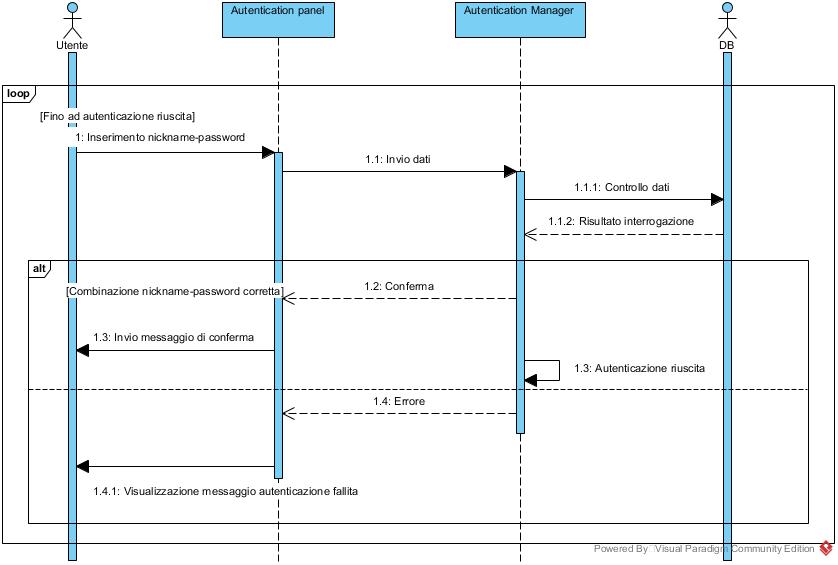 Autentication panel
Autentication Manager
Utente
DB
loop
[Fino ad autenticazione riuscita]
1: Inserimento nickname-password
1.1: Invio dati
1.1.1: Controllo dati
1.1.2: Risultato interrogazione
alt
[Combinazione nickname-password corretta]
1.2: Conferma
1.3: Invio messaggio di conferma
1.3: Autenticazione riuscita
1.4: Errore
1.4.1: Visualizzazione messaggio autenticazione fallita
Powered By Visual Paradigm Community Edition